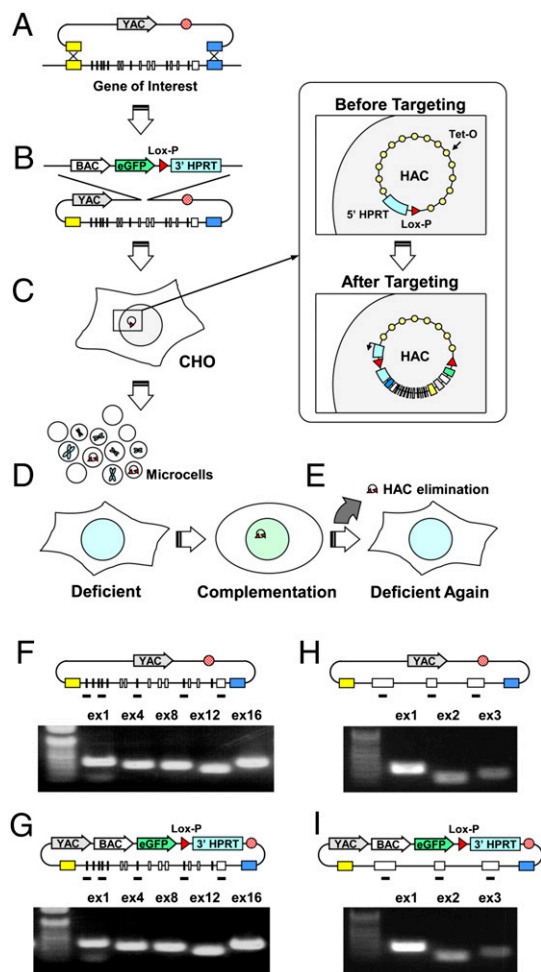 A
YAC
Gene of Interest
B
Lox-P
BAC eGFP 3' HPRT
YAC
C
CHO
Microcells
Before Targeting
Tet-O
HAC
5' HPRT
Lox-P
After Targeting
HAC
D
E
HAC elimination
Deficient
Complementation
Deficient Again
F
YAC
ex1 ex4 ex8 ex12 ex16
H
YAC
ex1 ex2 ex3
G
Lox-P
YAC BAC eGFP 3' HPRT
ex1 ex4 ex8 ex12 ex16
I
Lox-P
YAC BAC eGFP 3' HPRT
ex1 ex2 ex3